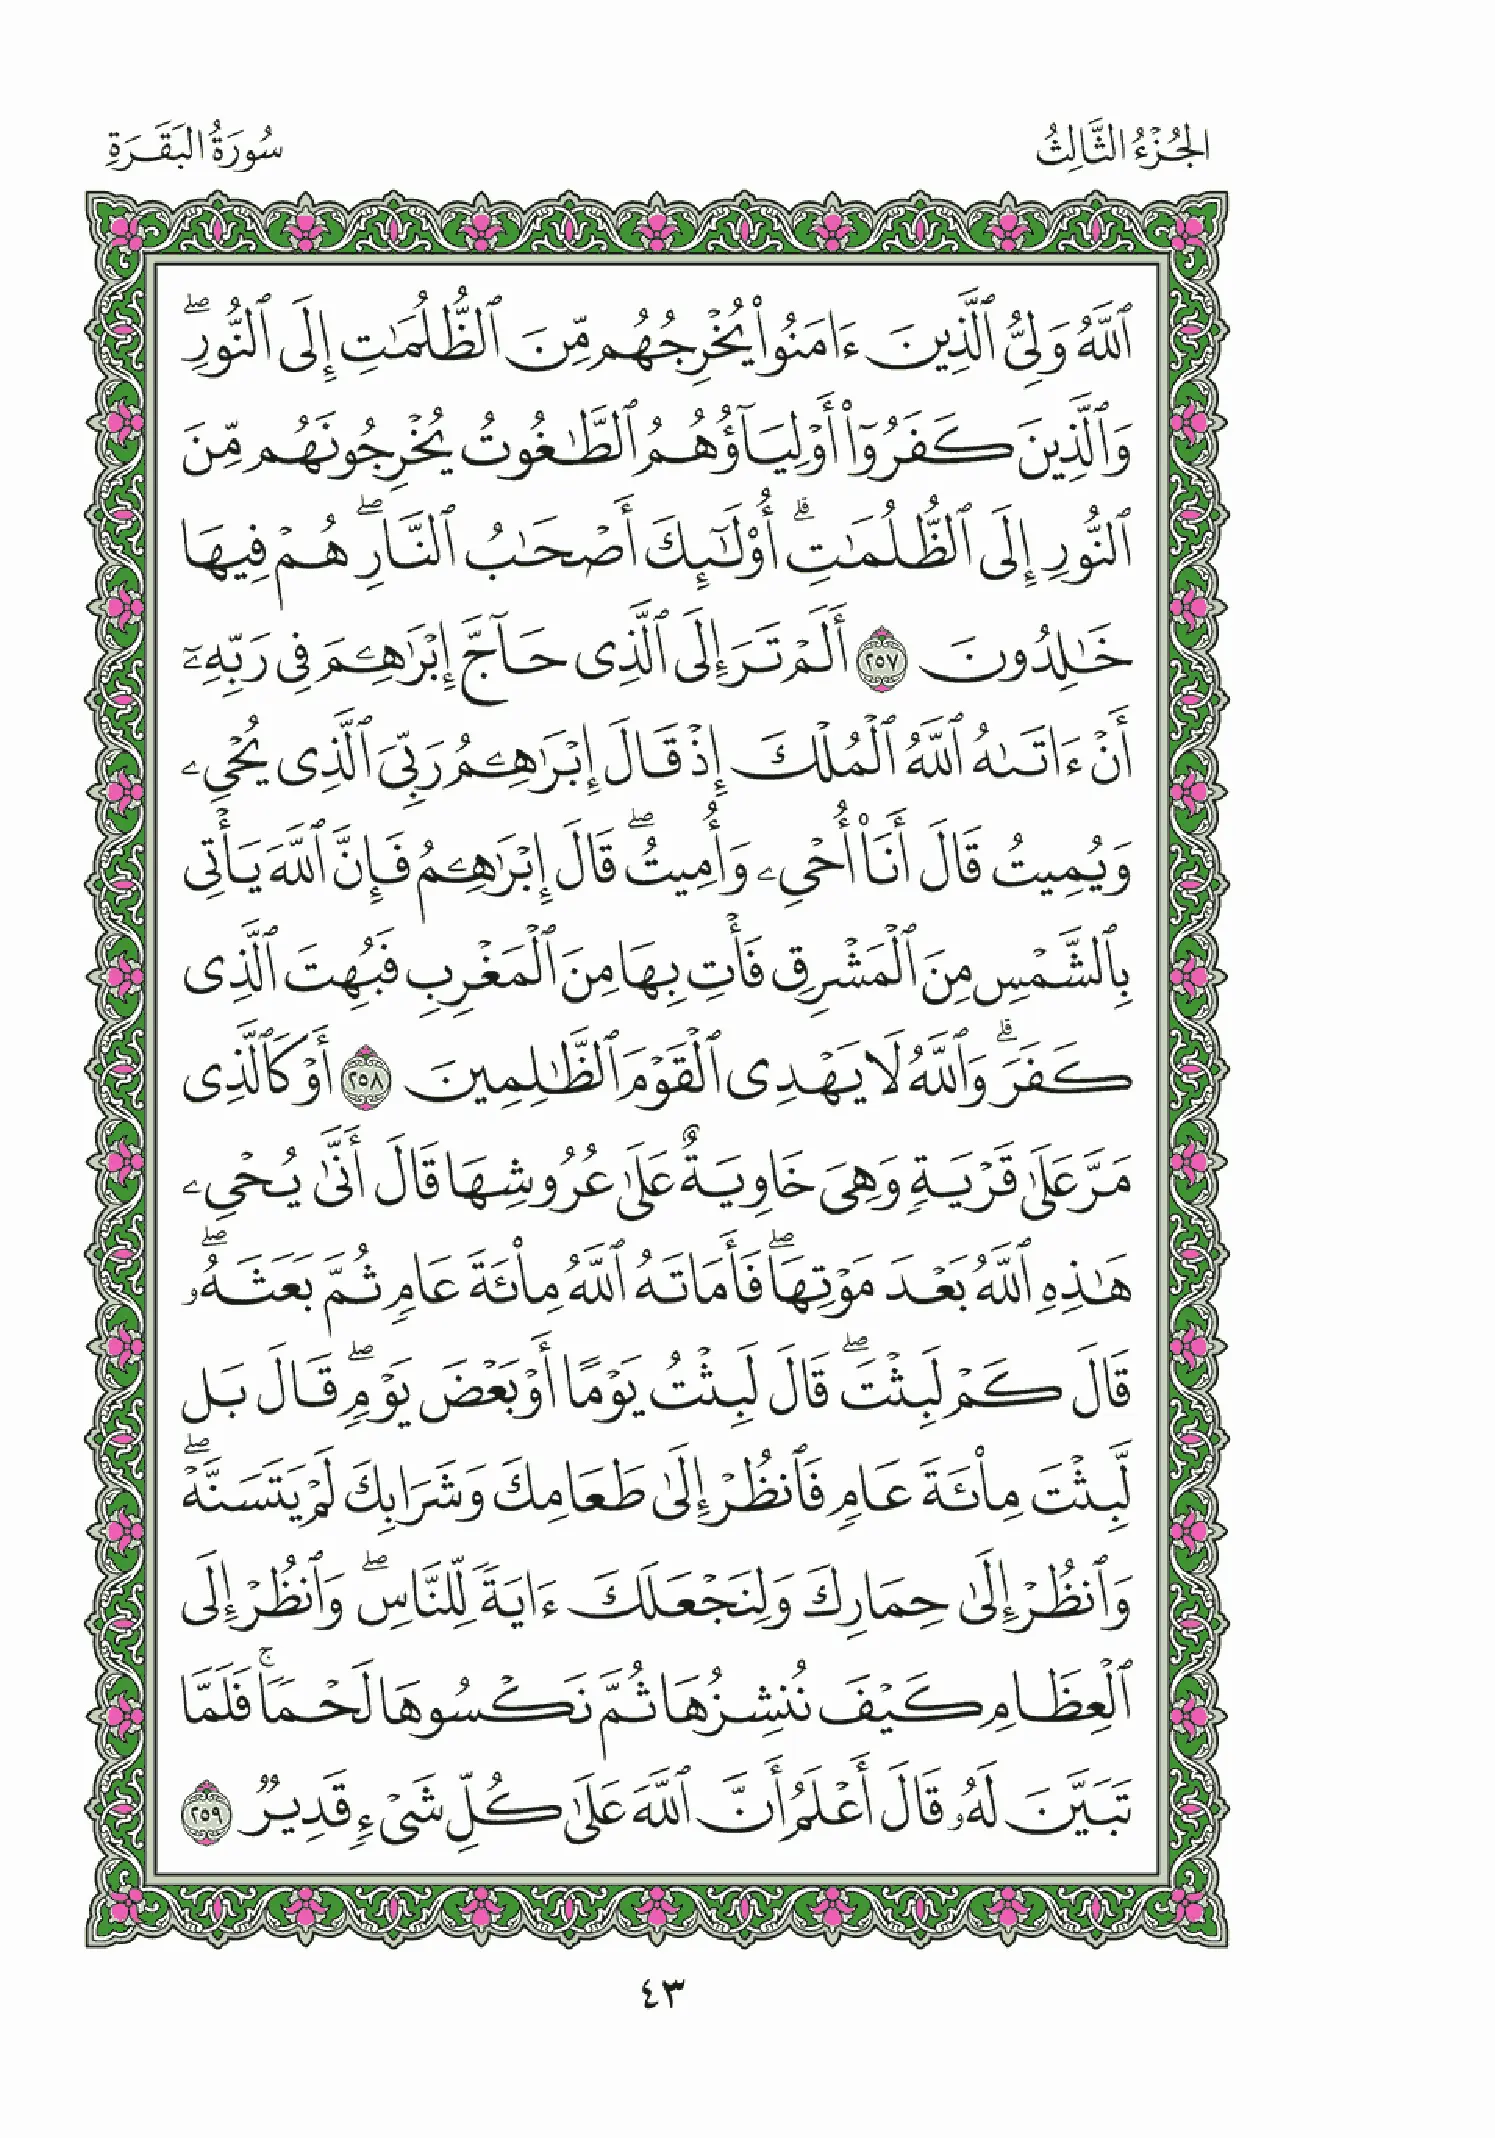 الجُزْءُ الثَّالِثُ
سُورَةُ البَقَرَةِ
ٱللَّهُ وَلِىُّ ٱلَّذِينَ ءَامَنُوا۟ يُخْرِجُهُم مِّنَ ٱلظُّلُمَٰتِ إِلَى ٱلنُّورِ ۖ
وَٱلَّذِينَ كَفَرُوٓا۟ أَوْلِيَآؤُهُمُ ٱلطَّٰغُوتُ يُخْرِجُونَهُم مِّنَ
ٱلنُّورِ إِلَى ٱلظُّلُمَٰتِ ۗ أُو۟لَٰٓئِكَ أَصْحَٰبُ ٱلنَّارِ ۖ هُمْ فِيهَا
خَٰلِدُونَ ٢٥٧ أَلَمْ تَرَ إِلَى ٱلَّذِى حَآجَّ إِبْرَٰهِۦمَ فِى رَبِّهِۦٓ
أَنْ ءَاتَىٰهُ ٱللَّهُ ٱلْمُلْكَ إِذْ قَالَ إِبْرَٰهِۦمُ رَبِّىَ ٱلَّذِى يُحْىِۦ
وَيُمِيتُ قَالَ أَنَا۠ أُحْىِۦ وَأُمِيتُ ۖ قَالَ إِبْرَٰهِۦمُ فَإِنَّ ٱللَّهَ يَأْتِى
بِٱلشَّمْسِ مِنَ ٱلْمَشْرِقِ فَأْتِ بِهَا مِنَ ٱلْمَغْرِبِ فَبُهِتَ ٱلَّذِى
كَفَرَ ۗ وَٱللَّهُ لَا يَهْدِى ٱلْقَوْمَ ٱلظَّٰلِمِينَ ٢٥٨ أَوْ كَٱلَّذِى
مَرَّ عَلَىٰ قَرْيَةٍ وَهِىَ خَاوِيَةٌ عَلَىٰ عُرُوشِهَا قَالَ أَنَّىٰ يُحْىِۦ
هَٰذِهِ ٱللَّهُ بَعْدَ مَوْتِهَا ۖ فَأَمَاتَهُ ٱللَّهُ مِا۟ئَةَ عَامٍ ثُمَّ بَعَثَهُۥ ۖ
قَالَ كَمْ لَبِثْتَ ۖ قَالَ لَبِثْتُ يَوْمًا أَوْ بَعْضَ يَوْمٍ ۖ قَالَ بَل
لَّبِثْتَ مِا۟ئَةَ عَامٍ فَٱنظُرْ إِلَىٰ طَعَامِكَ وَشَرَابِكَ لَمْ يَتَسَنَّهْ ۖ
وَٱنظُرْ إِلَىٰ حِمَارِكَ وَلِنَجْعَلَكَ ءَايَةً لِّلنَّاسِ ۖ وَٱنظُرْ إِلَى
ٱلْعِظَامِ كَيْفَ نُنشِزُهَا ثُمَّ نَكْسُوهَا لَحْمًا ۚ فَلَمَّا
تَبَيَّنَ لَهُۥ قَالَ أَعْلَمُ أَنَّ ٱللَّهَ عَلَىٰ كُلِّ شَىْءٍ قَدِيرٌ ٢٥٩
٤٣